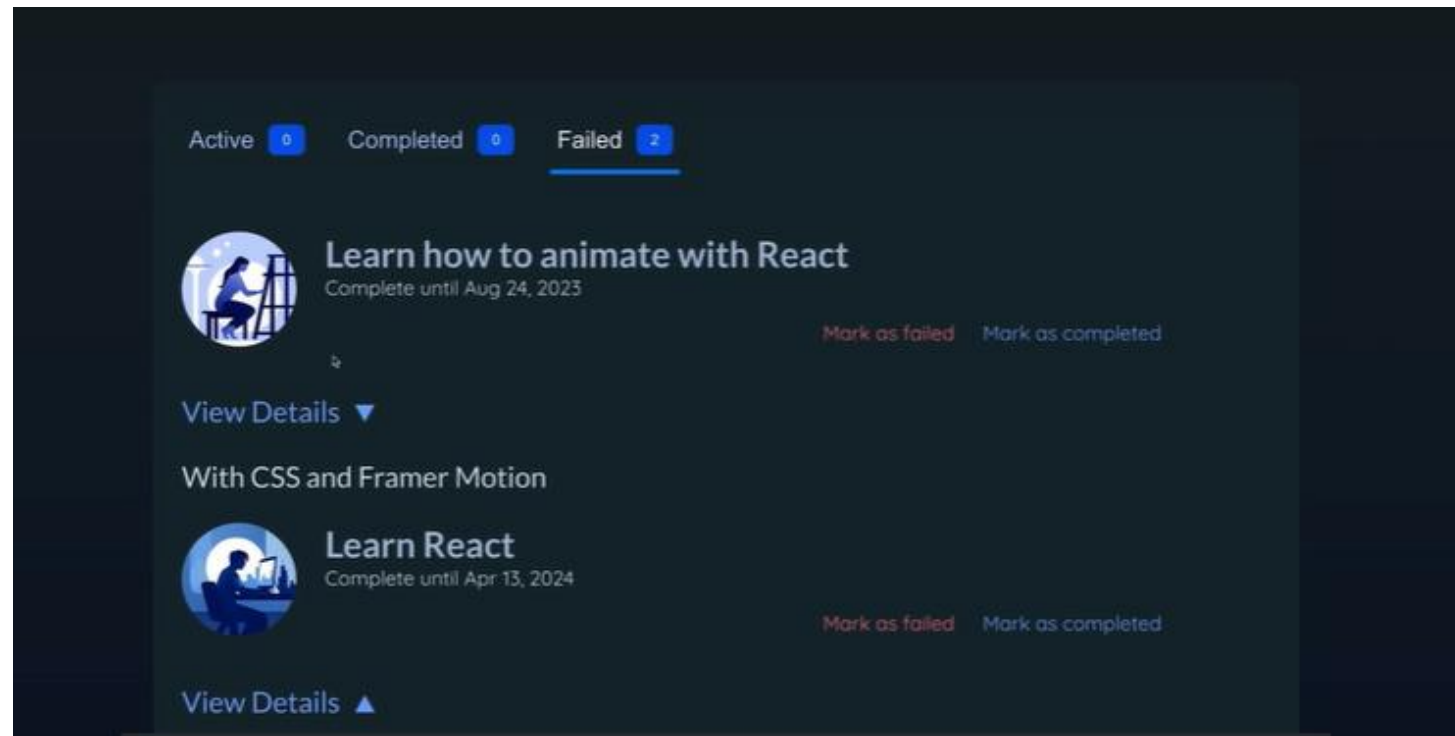 Active 0 Completed 0 Failed 2
Learn how to animate with React
Complete until Aug 24, 2023
Mark as failed Mark as completed
View Details ▼
With CSS and Framer Motion
Learn React
Complete until Apr 13, 2024
Mark as failed Mark as completed
View Details ▲